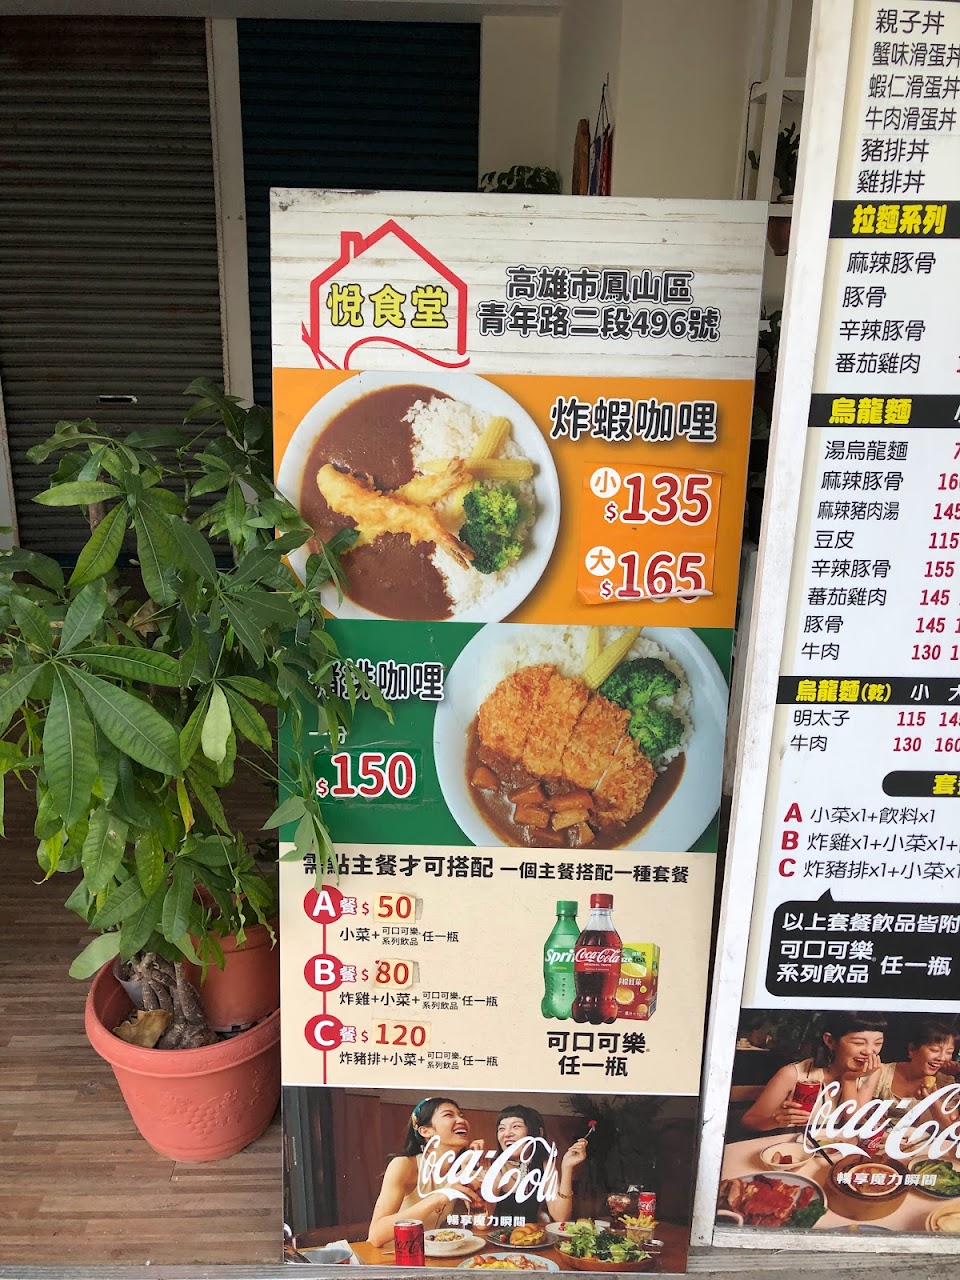 悅食堂
高雄市鳳山區
青年路二段496號
炸蝦咖哩
小
$135
大
$165
豬排咖哩
一份
$150
需點主餐才可搭配 一個主餐搭配一種套餐
A餐 $50
小菜+可口可樂®系列飲品任一瓶
B餐 $80
炸雞+小菜+可口可樂®系列飲品任一瓶
C餐 $120
炸豬排+小菜+可口可樂®系列飲品任一瓶
Sprite
Coca-Cola
可口可樂®
任一瓶
Coca-Cola
暢享魔力瞬間
親子丼
蟹味滑蛋丼
蝦仁滑蛋丼
牛肉滑蛋丼
豬排丼
雞排丼
拉麵系列
麻辣豚骨
豚骨
辛辣豚骨
番茄雞肉
烏龍麵
湯烏龍麵
麻辣豚骨
麻辣豬肉湯 145
豆皮 115
辛辣豚骨 155
番茄雞肉 145
豚骨 145
牛肉 130
烏龍麵(乾) 小 大
明太子 115 145
牛肉 130 160
套
A 小菜x1+飲料x1
B 炸雞x1+小菜x1+
C 炸豬排x1+小菜x1
以上套餐飲品皆附
可口可樂®
系列飲品 任一瓶
Coca-Co
暢享魔力瞬間